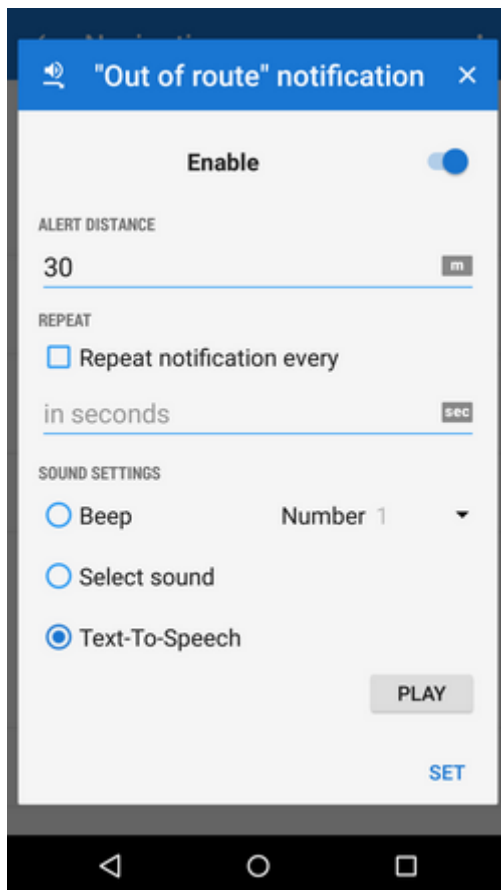 "Out of route" notification
Enable
ALERT DISTANCE
30 m
REPEAT
Repeat notification every
in seconds sec
SOUND SETTINGS
Beep Number 1
Select sound
Text-To-Speech
PLAY
SET